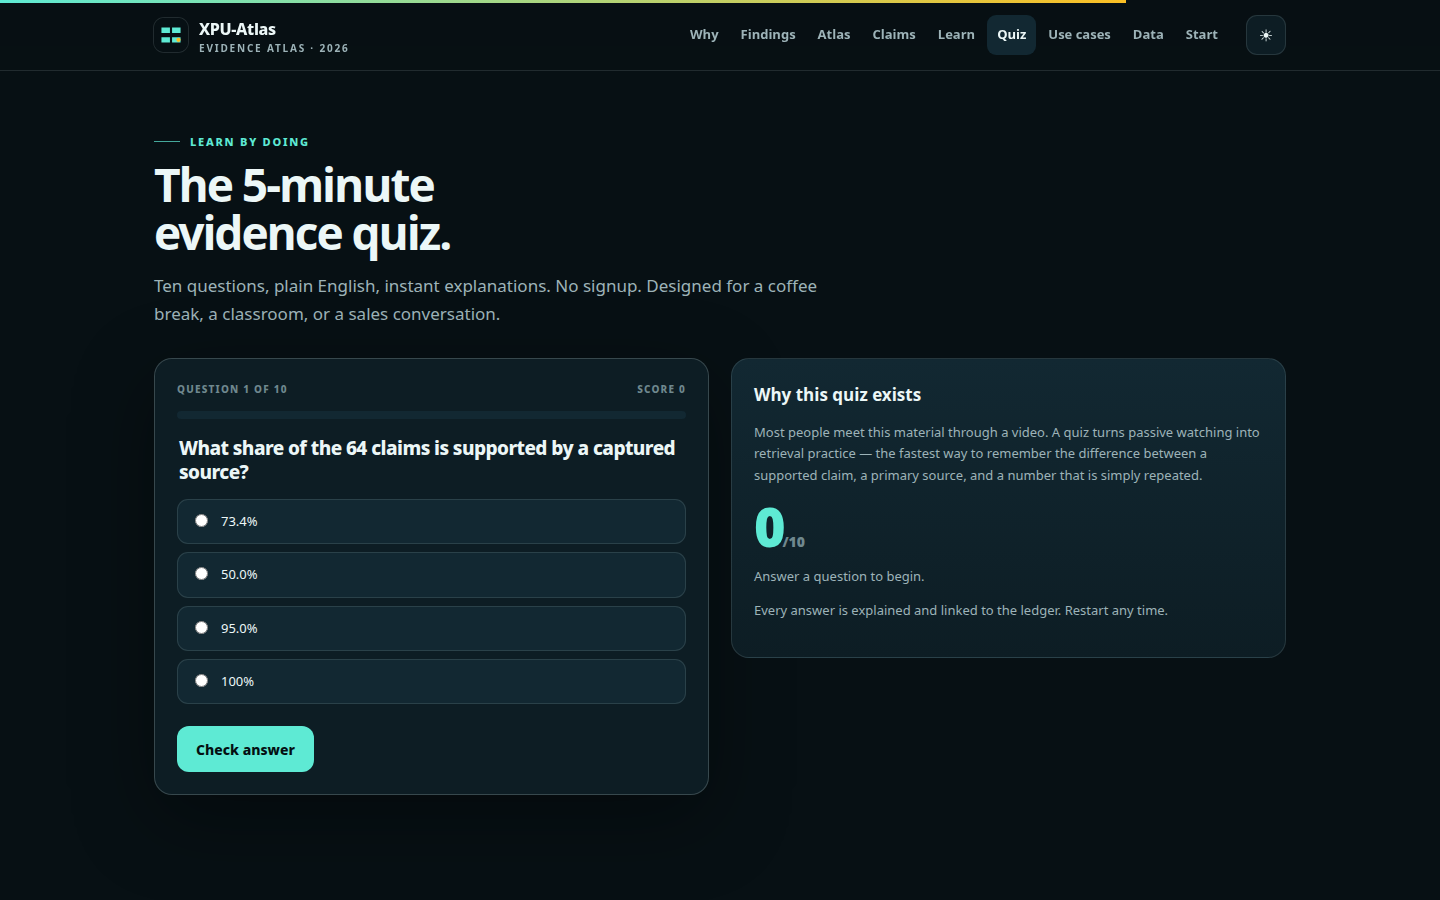 XPU-Atlas
EVIDENCE ATLAS · 2026
Why Findings Atlas Claims Learn Quiz Use cases Data Start
LEARN BY DOING
The 5-minute
evidence quiz.
Ten questions, plain English, instant explanations. No signup. Designed for a coffee
break, a classroom, or a sales conversation.
QUESTION 1 OF 10 SCORE 0
What share of the 64 claims is supported by a captured
source?
73.4%
50.0%
95.0%
100%
Check answer
Why this quiz exists
Most people meet this material through a video. A quiz turns passive watching into
retrieval practice — the fastest way to remember the difference between a
supported claim, a primary source, and a number that is simply repeated.
0/10
Answer a question to begin.
Every answer is explained and linked to the ledger. Restart any time.